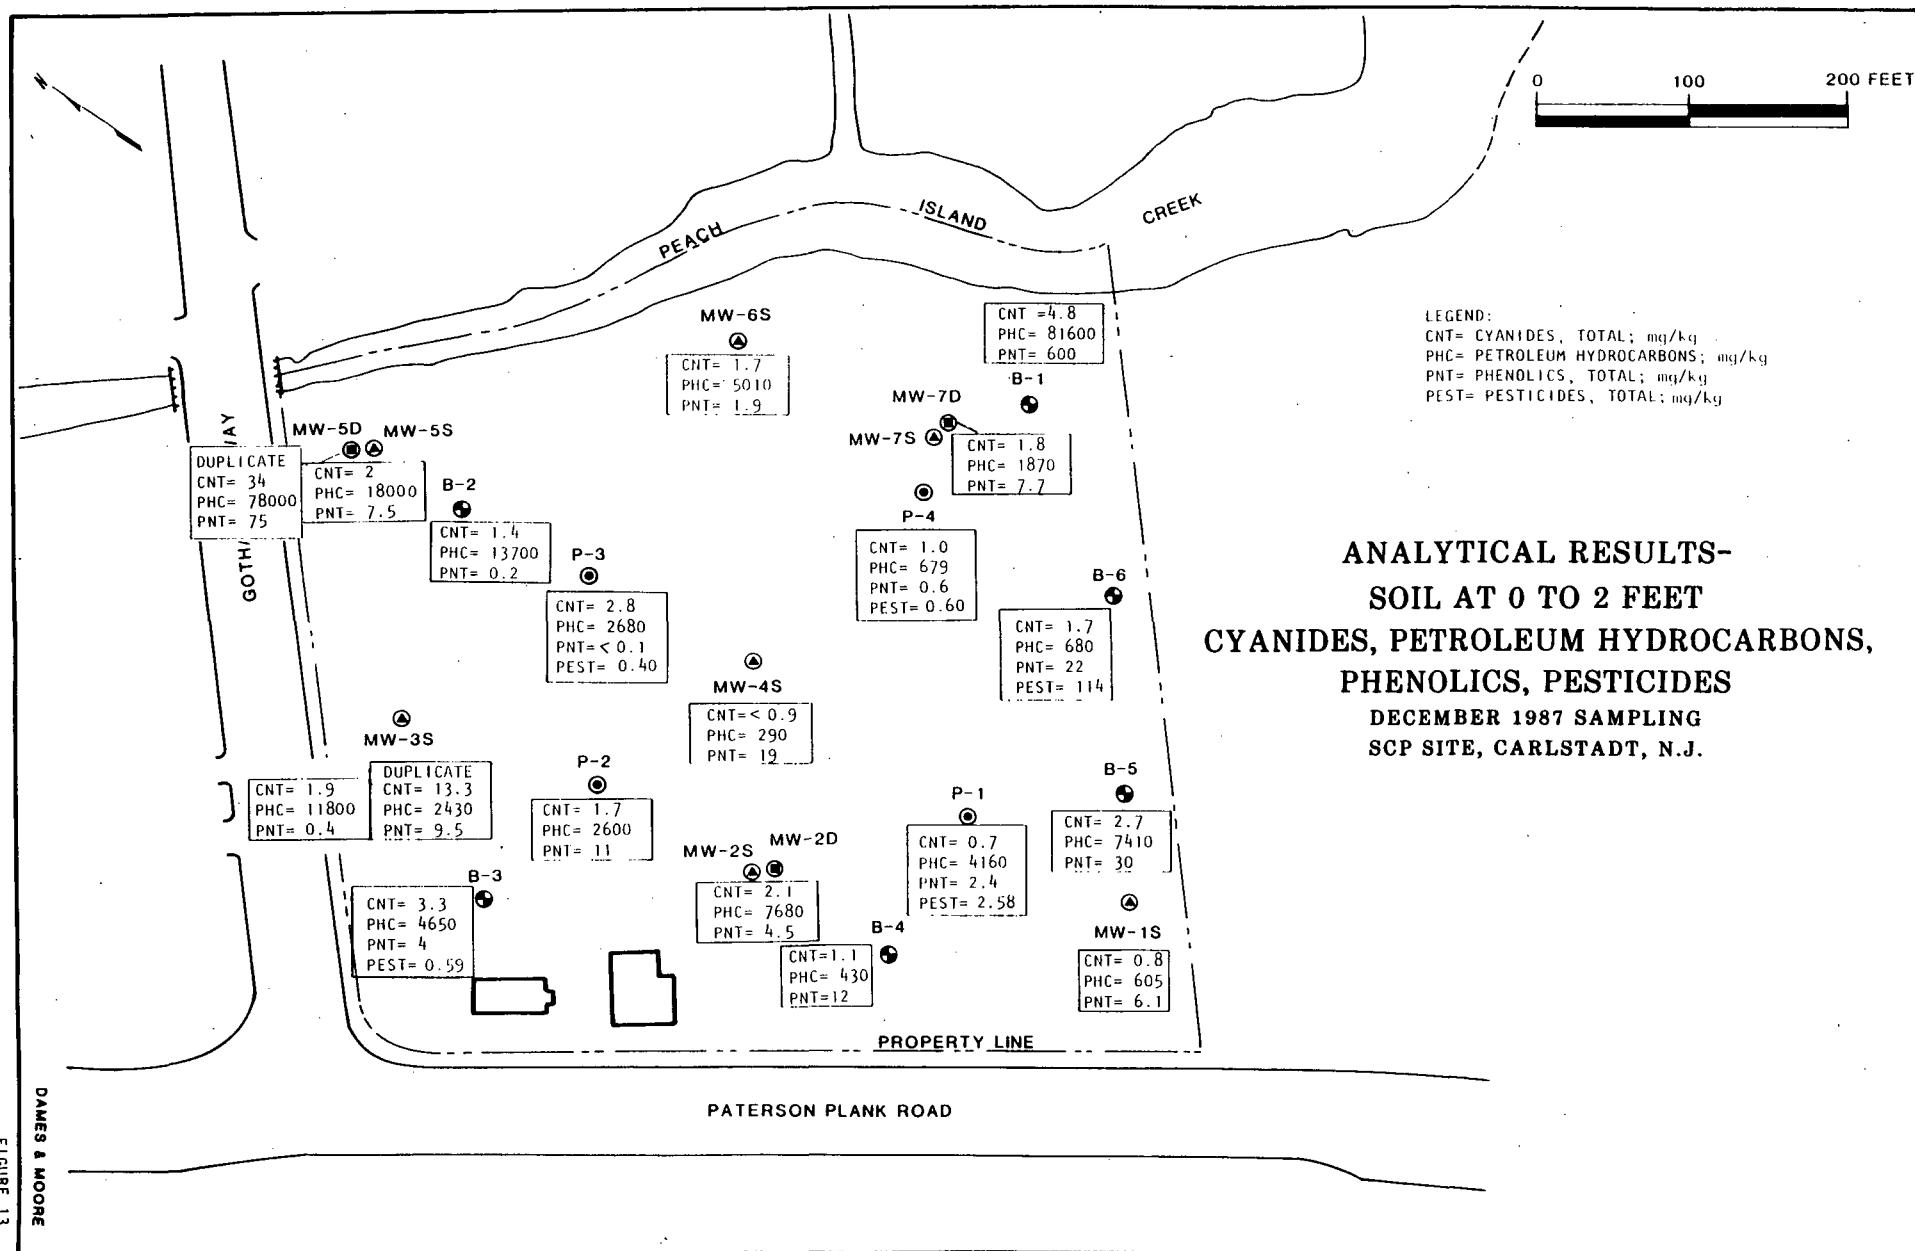 0 100 200 FEET
N
PEACH ISLAND CREEK
LEGEND:
CNT= CYANIDES, TOTAL; mg/kg
PHC= PETROLEUM HYDROCARBONS; mg/kg
PNT= PHENOLICS, TOTAL; mg/kg
PEST= PESTICIDES, TOTAL; mg/kg
MW-6S
CNT= 1.7
PHC= 5010
PNT= 1.9
CNT =4.8
PHC= 81600
PNT= 600
B-1
MW-7D
MW-7S
CNT= 1.8
PHC= 1870
PNT= 7.7
MW-5D
MW-5S
DUPLICATE
CNT= 34
PHC= 78000
PNT= 75
CNT= 2
PHC= 18000
PNT= 7.5
B-2
CNT= 1.4
PHC= 13700
PNT= 0.2
P-3
CNT= 2.8
PHC= 2680
PNT=< 0.1
PEST= 0.40
P-4
CNT= 1.0
PHC= 679
PNT= 0.6
PEST= 0.60
B-6
CNT= 1.7
PHC= 680
PNT= 22
PEST= 114
ANALYTICAL RESULTS-
SOIL AT 0 TO 2 FEET
CYANIDES, PETROLEUM HYDROCARBONS,
PHENOLICS, PESTICIDES
DECEMBER 1987 SAMPLING
SCP SITE, CARLSTADT, N.J.
MW-4S
CNT=< 0.9
PHC= 290
PNT= 19
MW-3S
CNT= 1.9
PHC= 11800
PNT= 0.4
DUPLICATE
CNT= 13.3
PHC= 2430
PNT= 9.5
P-2
CNT= 1.7
PHC= 2600
PNT= 11
MW-2S
MW-2D
CNT= 2.1
PHC= 7680
PNT= 4.5
P-1
CNT= 0.7
PHC= 4160
PNT= 2.4
PEST= 2.58
B-5
CNT= 2.7
PHC= 7410
PNT= 30
B-3
CNT= 3.3
PHC= 4650
PNT= 4
PEST= 0.59
B-4
CNT=1.1
PHC= 430
PNT=12
MW-1S
CNT= 0.8
PHC= 605
PNT= 6.1
PROPERTY LINE
PATERSON PLANK ROAD
DAMES & MOORE
FIGURE 13